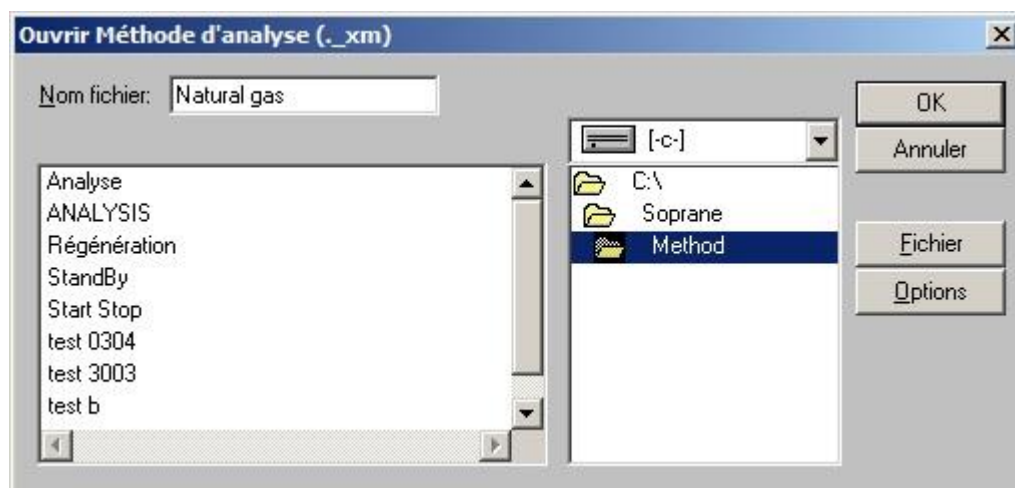 Ouvrir Méthode d'analyse (._xm)
Nom fichier: Natural gas
OK
[-c-]
Annuler
Analyse
ANALYSIS
Régénération
StandBy
Start Stop
test 0304
test 3003
test b
C:\
Soprane
Method
Fichier
Options